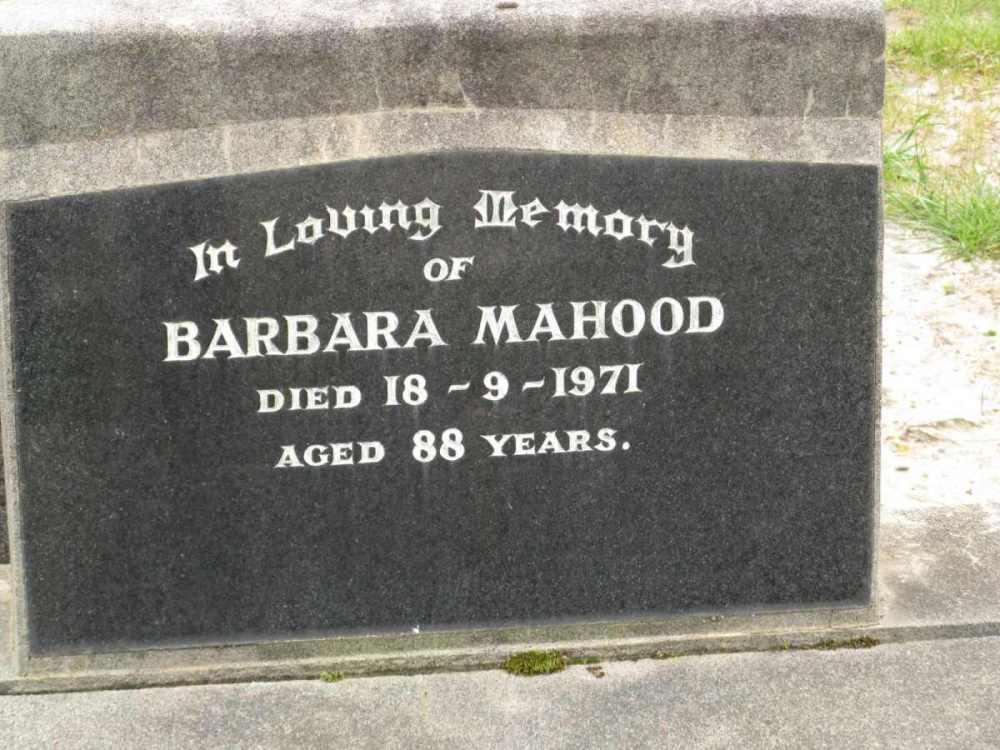 In Loving Memory
OF
BARBARA MAHOOD
DIED 18-9-1971
AGED 88 YEARS.